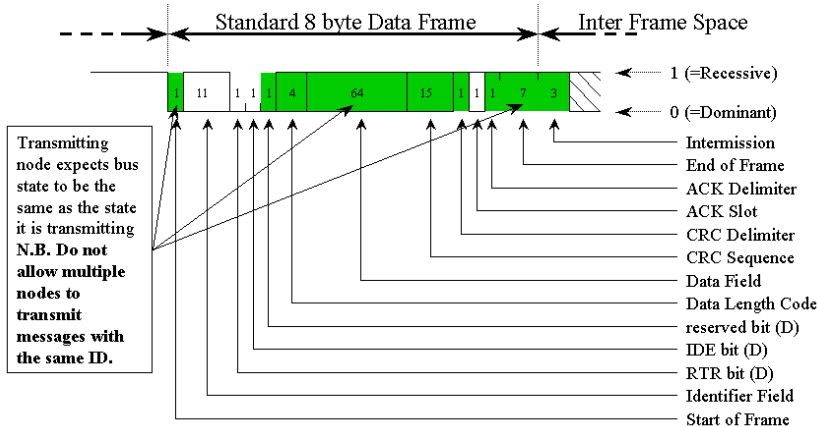 Standard 8 byte Data Frame
Inter Frame Space
1 11 1 1 1 4 64 15 1 1 1 7 3
1 (=Recessive)
0 (=Dominant)
Transmitting
node expects bus
state to be the
same as the state
it is transmitting
N.B. Do not
allow multiple
nodes to
transmit
messages with
the same ID.
Intermission
End of Frame
ACK Delimiter
ACK Slot
CRC Delimiter
CRC Sequence
Data Field
Data Length Code
reserved bit (D)
IDE bit (D)
RTR bit (D)
Identifier Field
Start of Frame